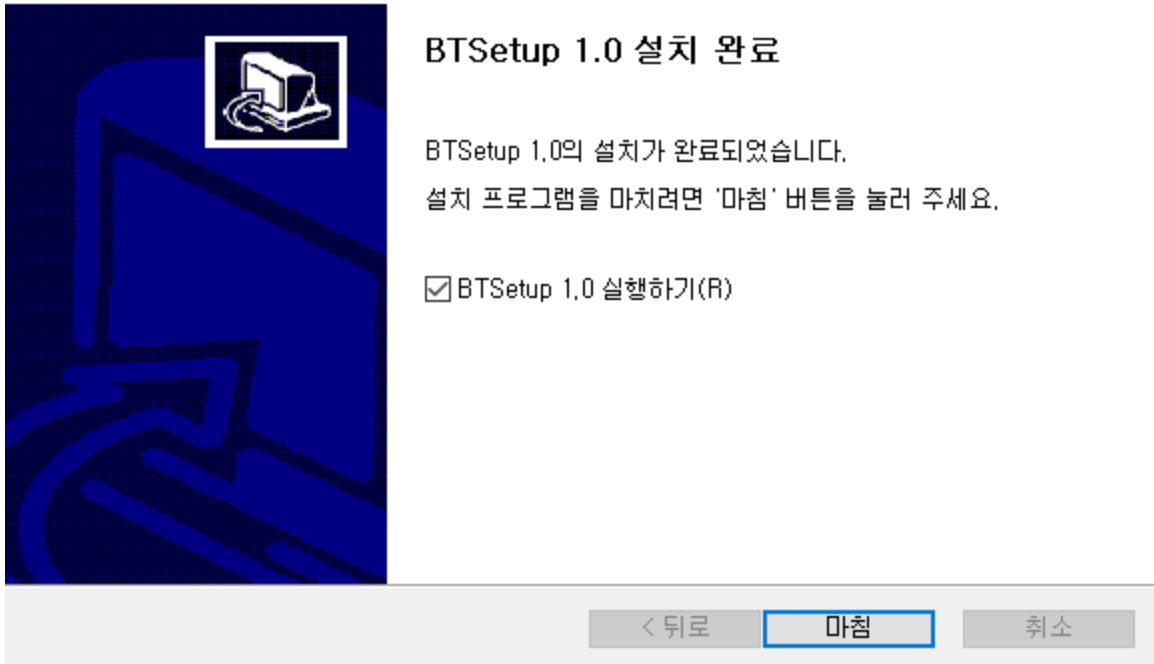 BTSetup 1.0 설치 완료
BTSetup 1.0의 설치가 완료되었습니다.
설치 프로그램을 마치려면 '마침' 버튼을 눌러 주세요.
BTSetup 1.0 실행하기(R)
< 뒤로 마침 취소